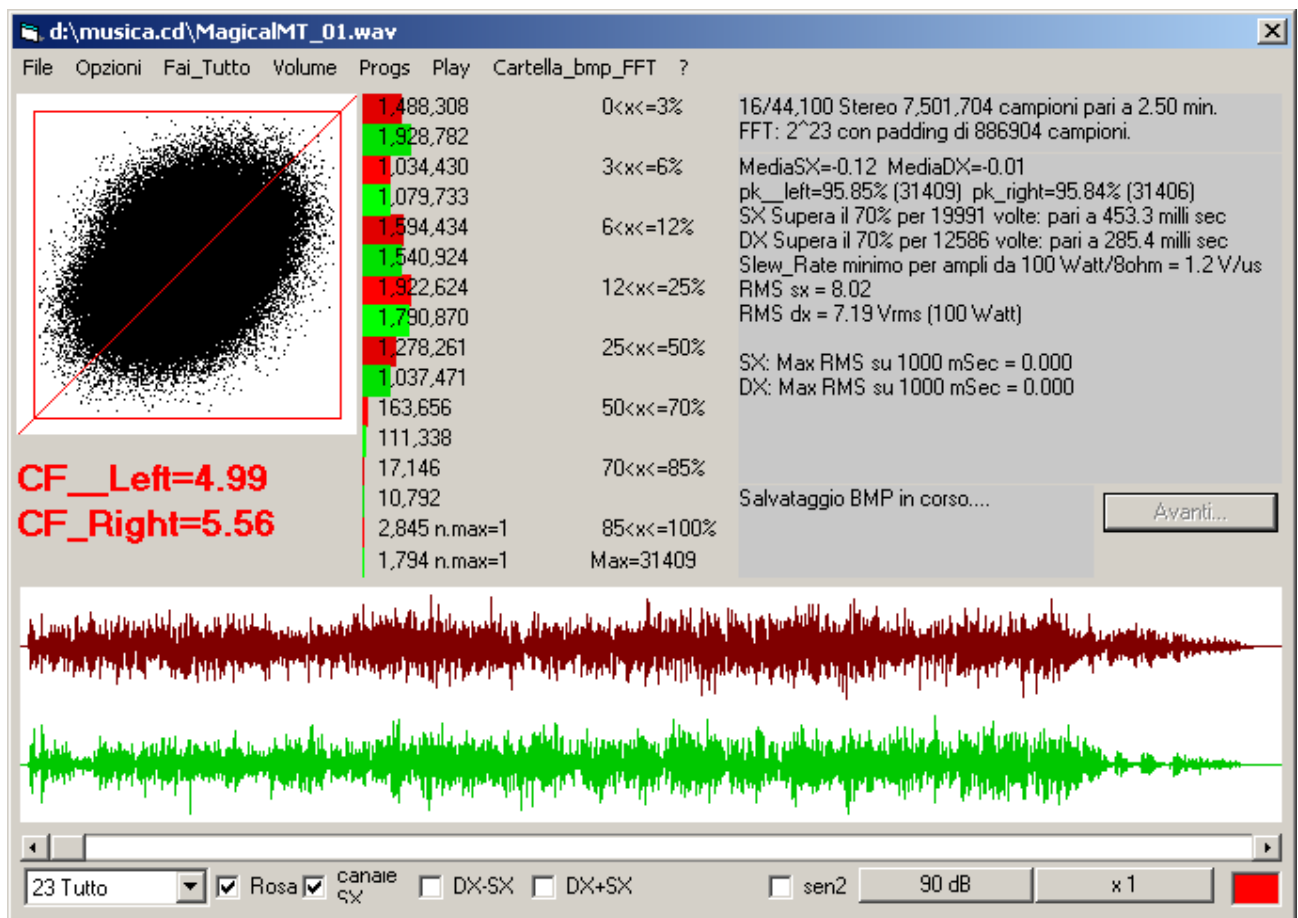 d:\musica.cd\MagicalMT_01.wav
File Opzioni Fai_Tutto Volume Progs Play Cartella_bmp_FFT ?
1,488,308 0<x<=3%
1,928,782
1,034,430 3<x<=6%
1,079,733
1,594,434 6<x<=12%
1,540,924
1,922,624 12<x<=25%
1,790,870
1,278,261 25<x<=50%
1,037,471
163,656 50<x<=70%
111,338
17,146 70<x<=85%
10,792
2,845 n.max=1 85<x<=100%
1,794 n.max=1 Max=31409
16/44,100 Stereo 7,501,704 campioni pari a 2.50 min.
FFT: 2^23 con padding di 886904 campioni.
MediaSX=-0.12 MediaDX=-0.01
pk__left=95.85% (31409) pk_right=95.84% (31406)
SX Supera il 70% per 19991 volte: pari a 453.3 milli sec
DX Supera il 70% per 12586 volte: pari a 285.4 milli sec
Slew_Rate minimo per ampli da 100 Watt/8ohm = 1.2 V/us
RMS sx = 8.02
RMS dx = 7.19 Vrms (100 Watt)
SX: Max RMS su 1000 mSec = 0.000
DX: Max RMS su 1000 mSec = 0.000
CF__Left=4.99
CF_Right=5.56
Salvataggio BMP in corso....
Avanti...
23 Tutto
Rosa
canale
SX
DX-SX
DX+SX
sen2
90 dB
x 1